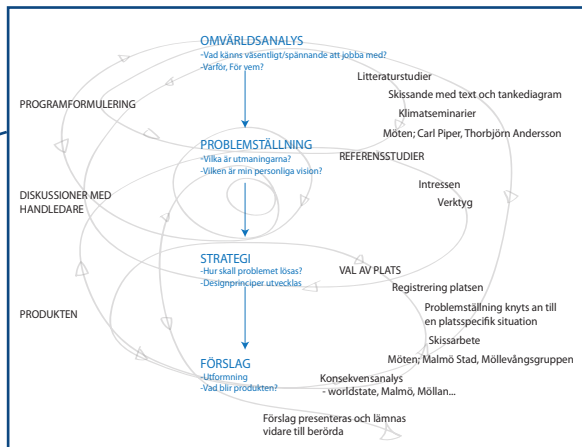 OMVÄRLDSANALYS
-Vad känns väsentligt/spännande att jobba med?
-Varför, För vem?
Litteraturstudier
Skissande med text och tankediagram
PROGRAMFORMULERING
Klimatseminarier
Möten; Carl Piper, Thorbjörn Andersson
PROBLEMSTÄLLNING
-Vilka är utmaningarna?
-Vilken är min personliga vision?
REFERENSSTUDIER
Intressen
Verktyg
DISKUSSIONER MED
HANDLEDARE
STRATEGI
-Hur skall problemet lösas?
-Designprinciper utvecklas
VAL AV PLATS
Registrering platsen
Problemställning knyts an till
en platsspecifik situation
PRODUKTEN
Skissarbete
Möten; Malmö Stad, Möllevångsgruppen
FÖRSLAG
-Utformning
-Vad blir produkten?
Konsekvensanalys
- worldstate, Malmö, Möllan...
Förslag presenteras och lämnas
vidare till berörda